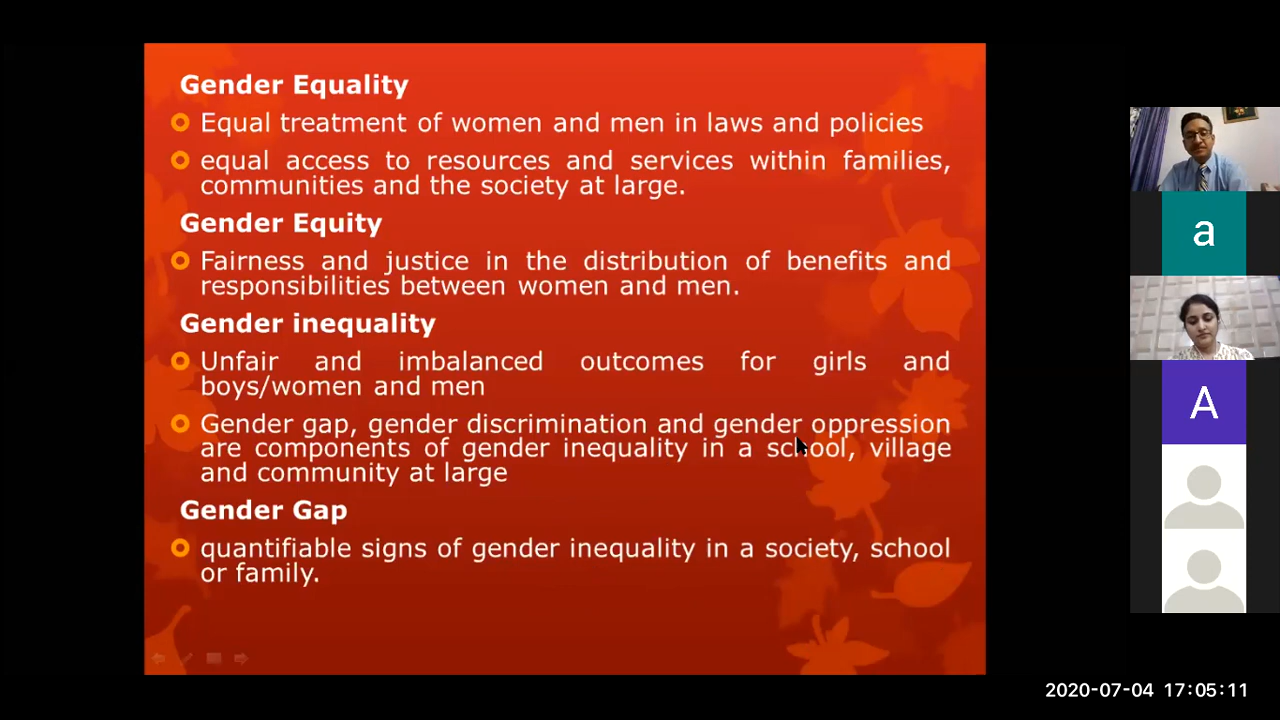 Gender Equality
Equal treatment of women and men in laws and policies
equal access to resources and services within families,
communities and the society at large.
Gender Equity
Fairness and justice in the distribution of benefits and
responsibilities between women and men.
Gender inequality
Unfair and imbalanced outcomes for girls and
boys/women and men
Gender gap, gender discrimination and gender oppression
are components of gender inequality in a school, village
and community at large
Gender Gap
quantifiable signs of gender inequality in a society, school
or family.
a
A
2020-07-04 17:05:11